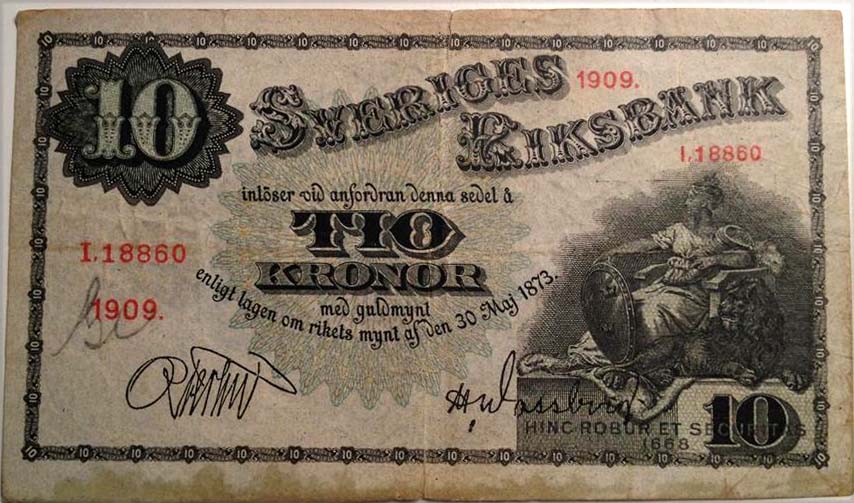 10
SVERIGES
1909.
RIKSBANK
I,18860
inlöser vid anfordran denna sedel å
TIO
KRONOR
I,18860
1909.
med guldmynt
enligt lagen om rikets mynt af den 30 Maj 1873.
HINC ROBUR ET SECURITAS
1668
10